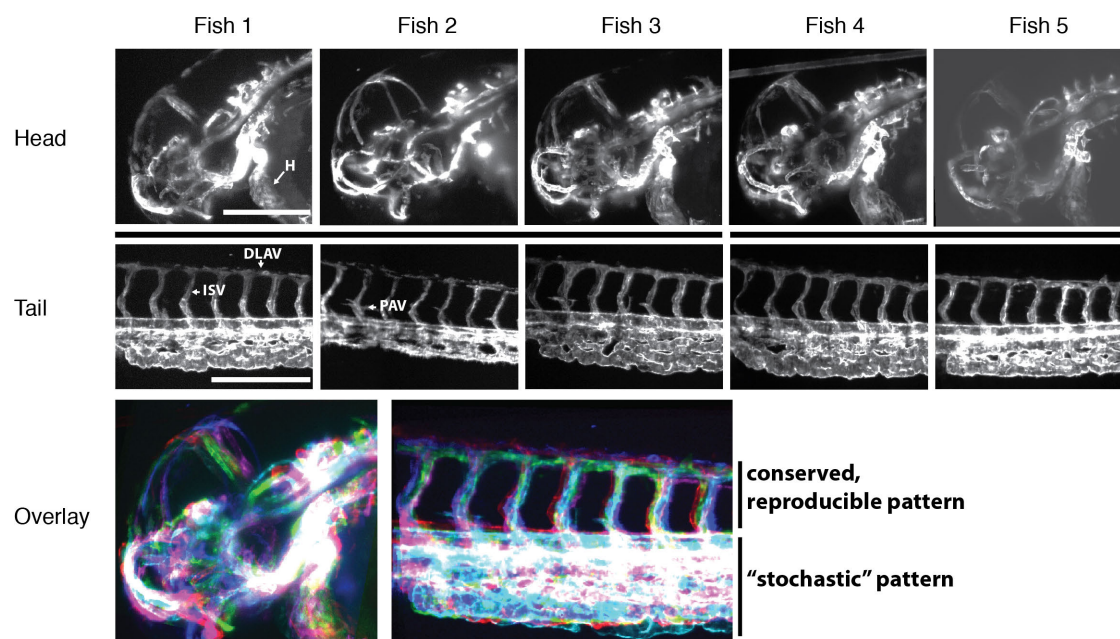 Fish 1 Fish 2 Fish 3 Fish 4 Fish 5
Head
H
Tail
DLAV
ISV
PAV
Overlay
conserved,
reproducible pattern
“stochastic” pattern